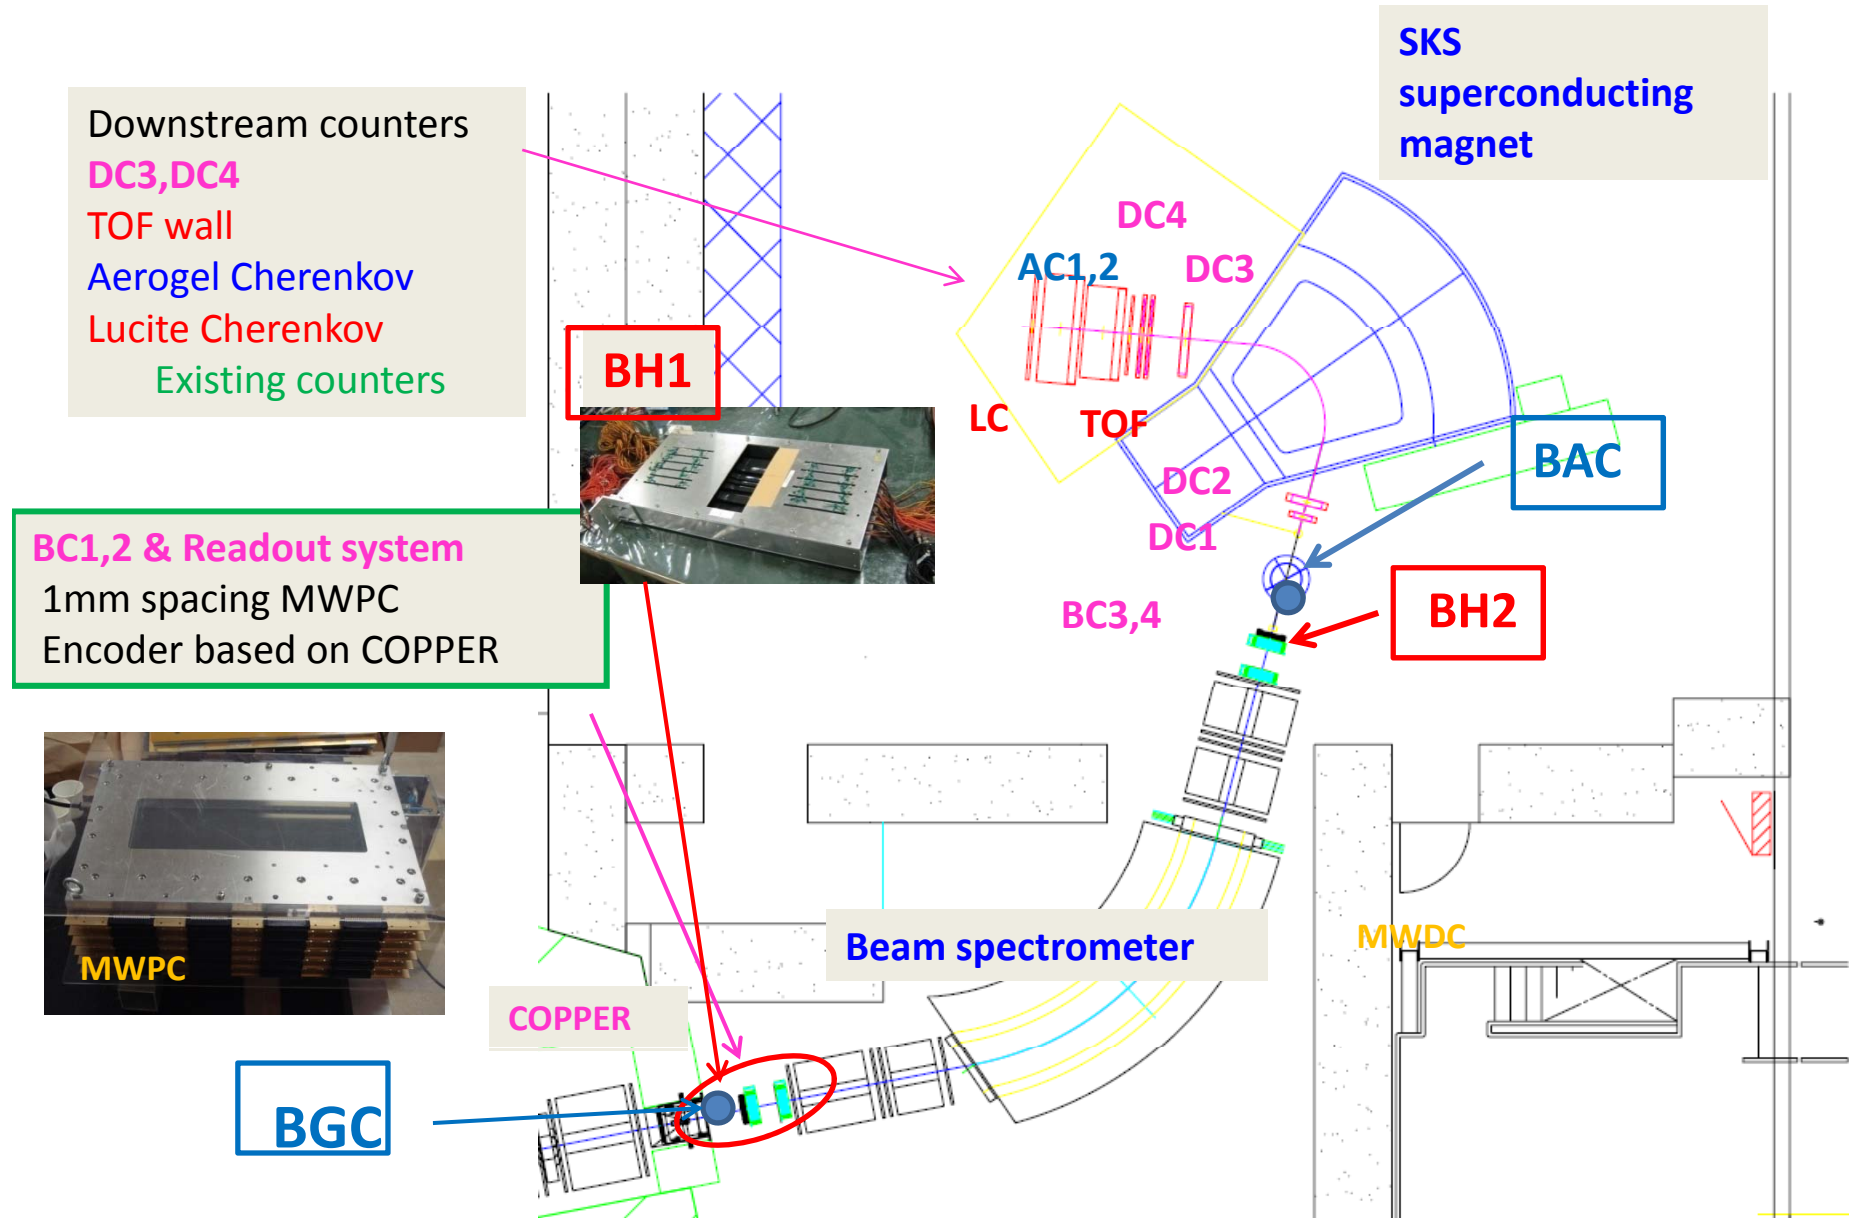 SKS
superconducting
magnet
Downstream counters
DC3,DC4
TOF wall
Aerogel Cherenkov
Lucite Cherenkov
Existing counters
DC4
AC1,2
DC3
BH1
LC
TOF
BAC
DC2
DC1
BC1,2 & Readout system
1mm spacing MWPC
Encoder based on COPPER
BC3,4
BH2
MWPC
Beam spectrometer
MWDC
COPPER
BGC